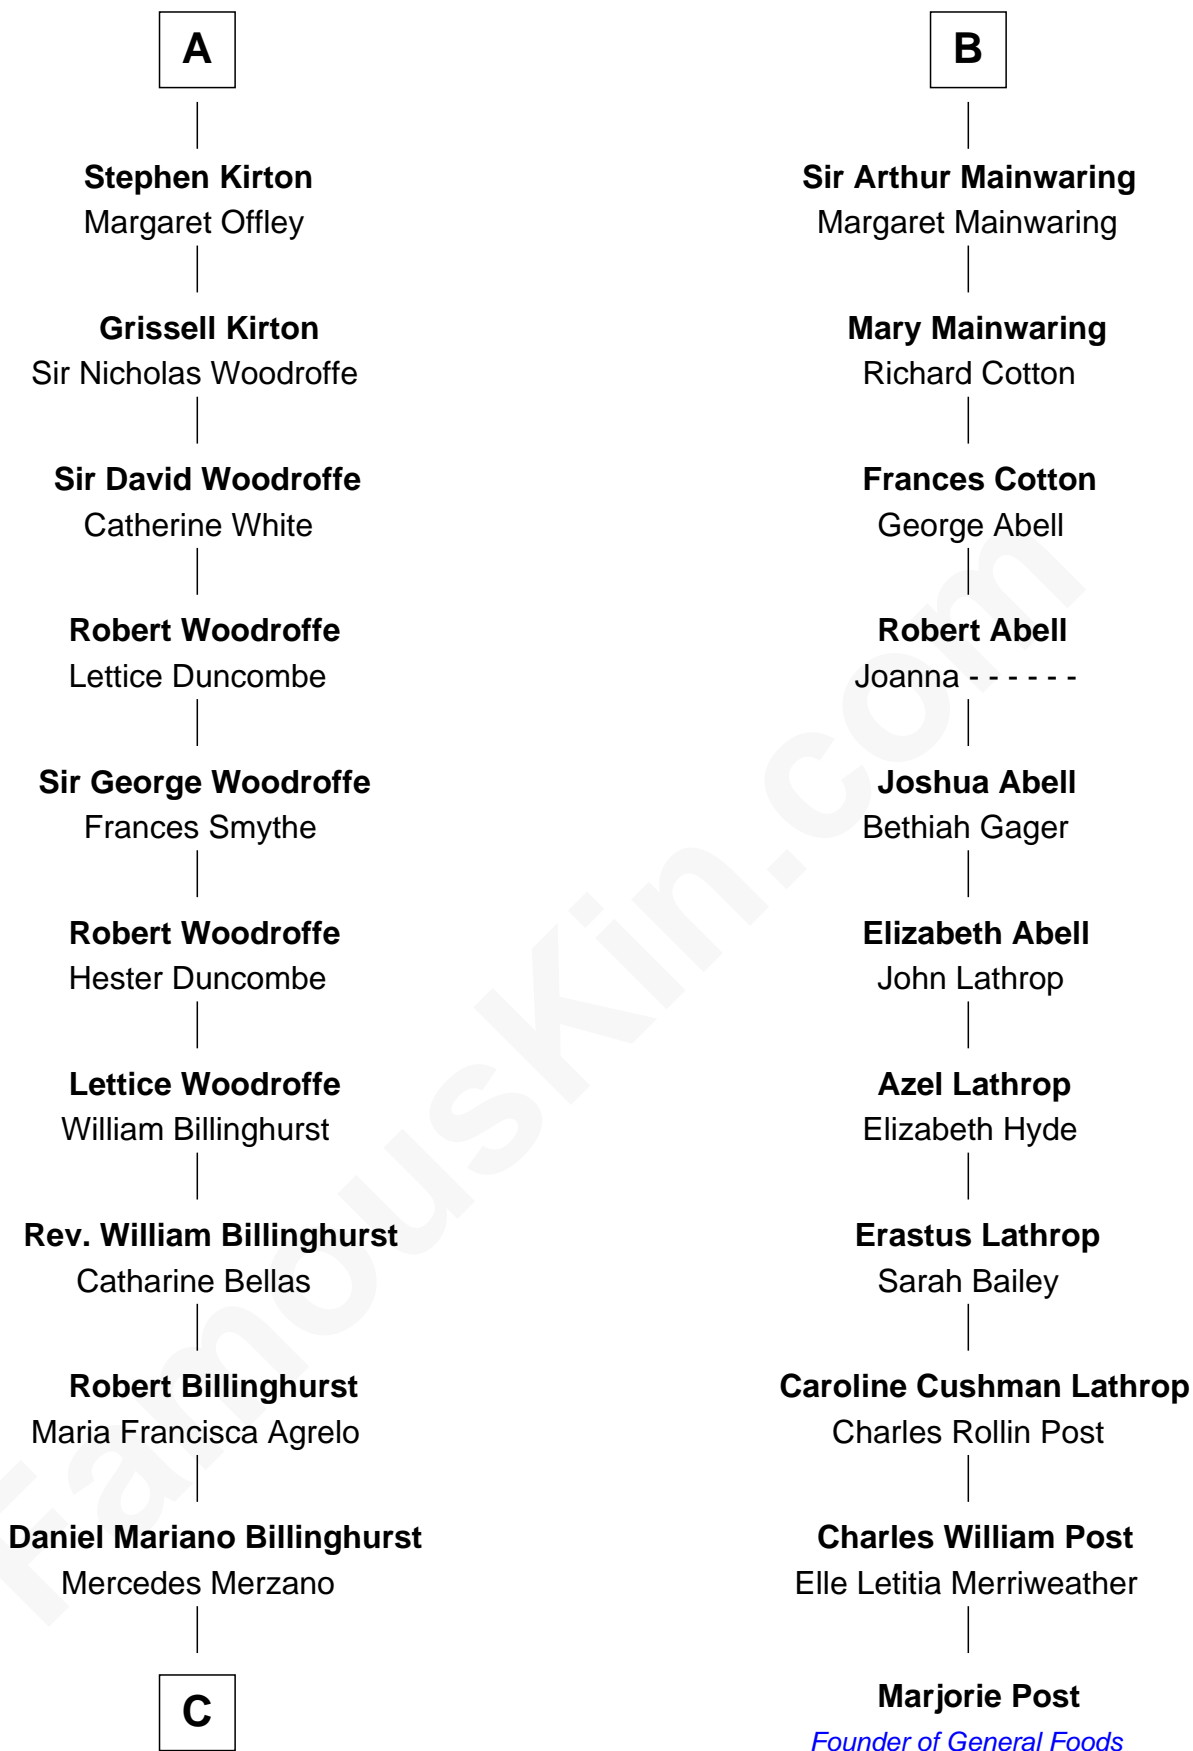 A
Stephen Kirton
Margaret Offley
Grissell Kirton
Sir Nicholas Woodroffe
Sir David Woodroffe
Catherine White
Robert Woodroffe
Lettice Duncombe
Sir George Woodroffe
Frances Smythe
Robert Woodroffe
Hester Duncombe
Lettice Woodroffe
William Billinghurst
Rev. William Billinghurst
Catharine Bellas
Robert Billinghurst
Maria Francisca Agrelo
Daniel Mariano Billinghurst
Mercedes Merzano
C
B
Sir Arthur Mainwaring
Margaret Mainwaring
Mary Mainwaring
Richard Cotton
Frances Cotton
George Abell
Robert Abell
Joanna - - - - - -
Joshua Abell
Bethiah Gager
Elizabeth Abell
John Lathrop
Azel Lathrop
Elizabeth Hyde
Erastus Lathrop
Sarah Bailey
Caroline Cushman Lathrop
Charles Rollin Post
Charles William Post
Elle Letitia Merriweather
Marjorie Post
Founder of General Foods
FamousKin.com